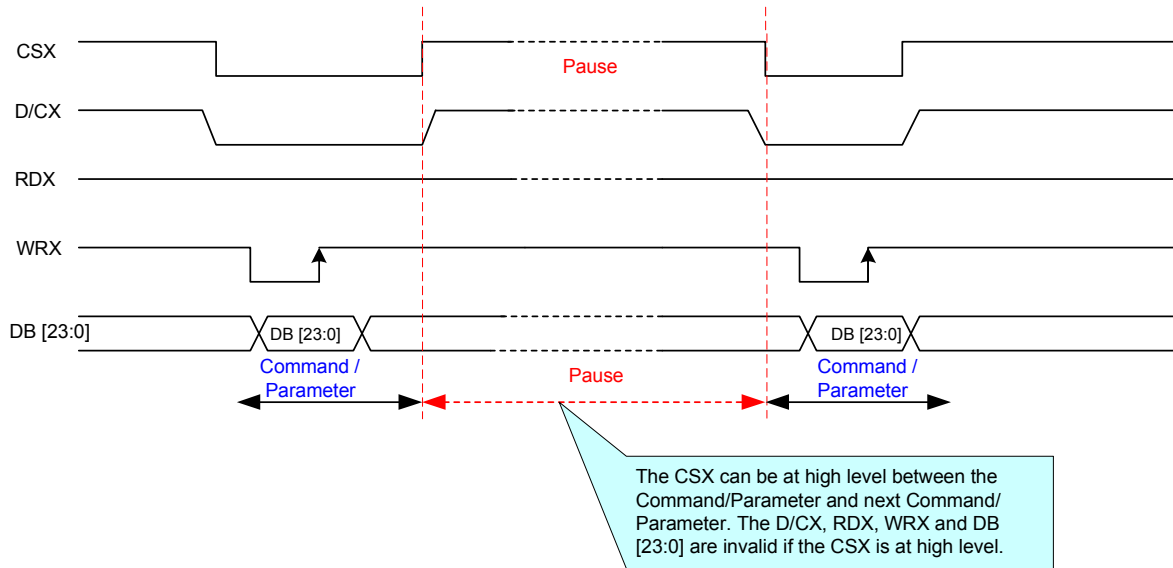 CSX
Pause
D/CX
RDX
WRX
DB [23:0]
DB [23:0]
DB [23:0]
Command /
Parameter
Pause
Command /
Parameter
The CSX can be at high level between the
Command/Parameter and next Command/
Parameter. The D/CX, RDX, WRX and DB
[23:0] are invalid if the CSX is at high level.